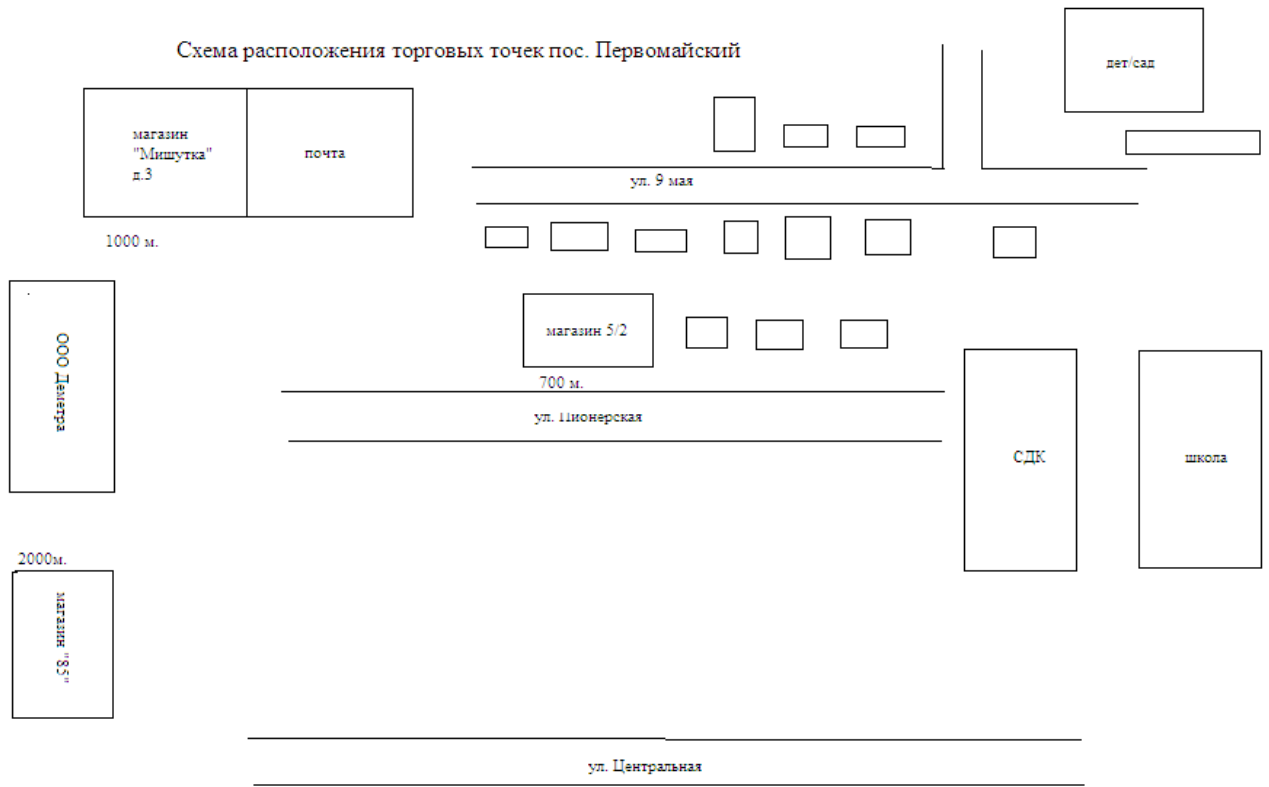 Схема расположения торговых точек пос. Первомайский
дет/сад
магазин
"Мишутка"
д.3
почта
ул. 9 мая
1000 м.
ООО Деметра
магазин 5/2
700 м.
ул. Пионерская
СДК
школа
2000м.
магазин "85"
ул. Центральная